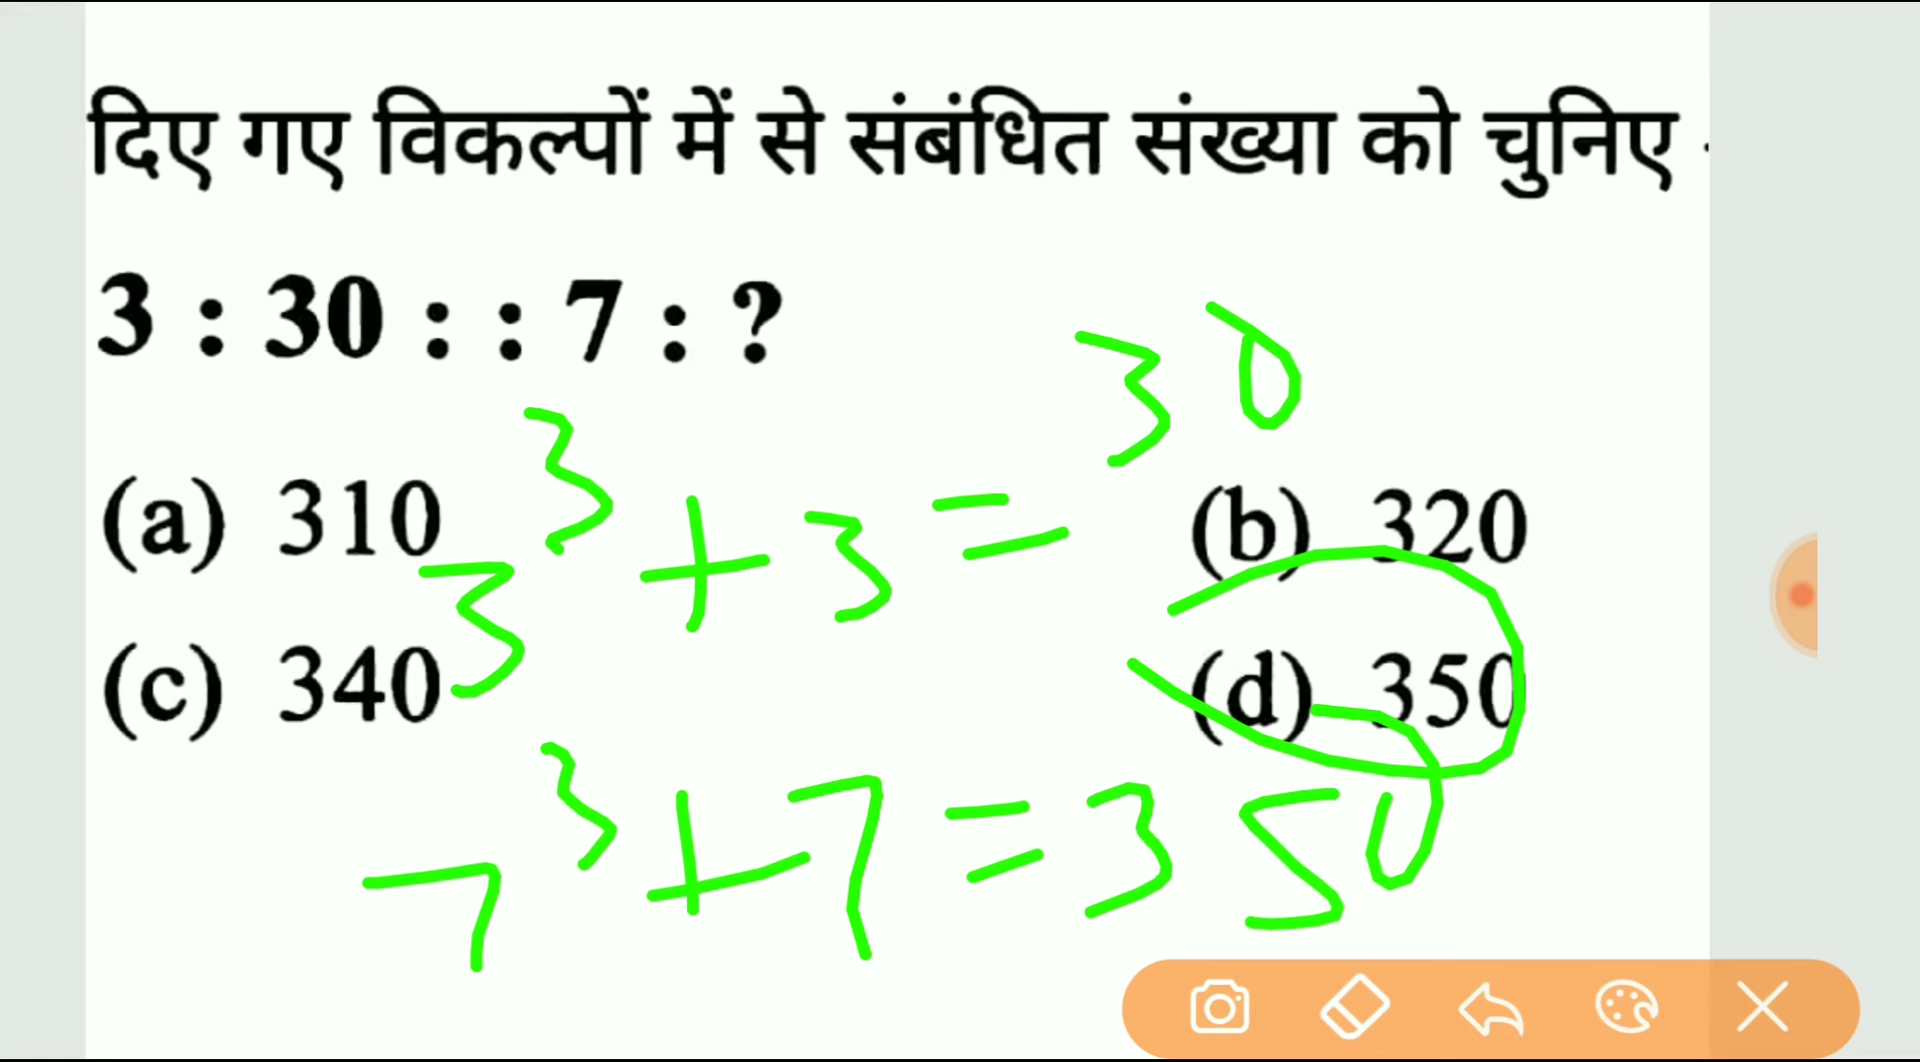 दिए गए विकल्पों में से संबंधित संख्या को चुनिए
3 : 30 : : 7 : ?
(a) 310
(b) 320
(c) 340
(d) 350
3³ + 3 = 30
7³ + 7 = 350